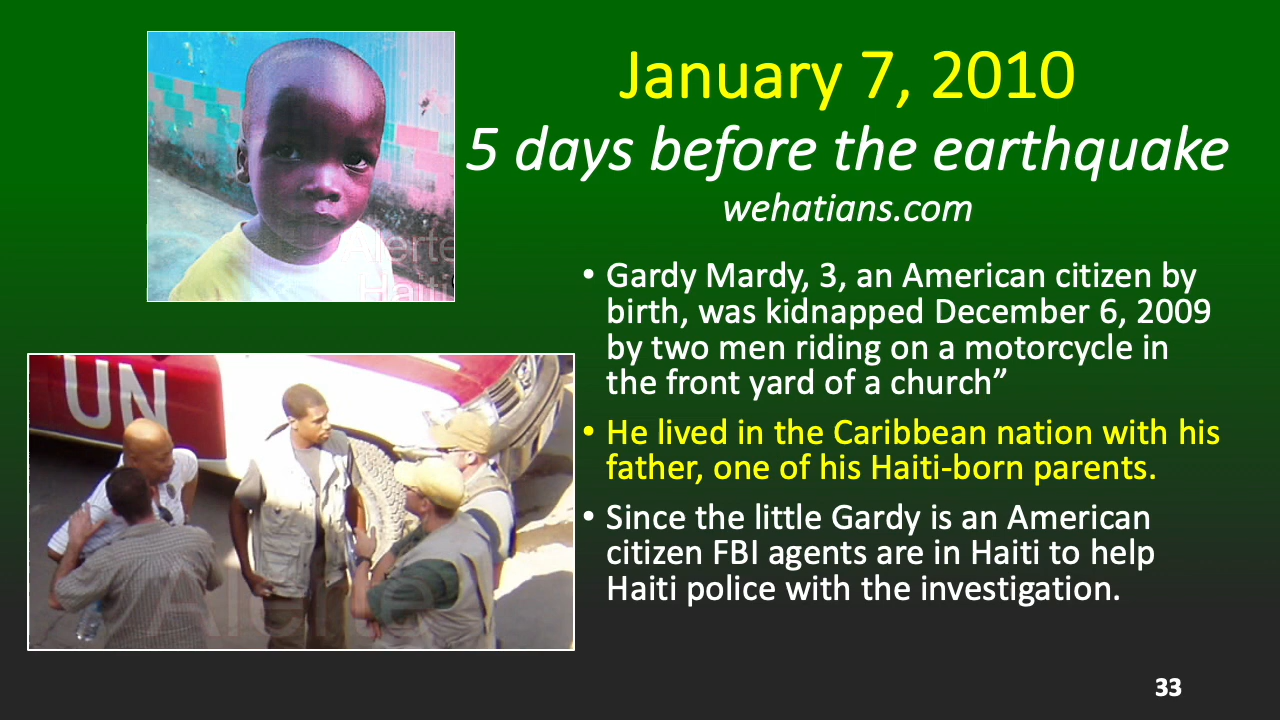 January 7, 2010
5 days before the earthquake
wehatians.com
• Gardy Mardy, 3, an American citizen by
birth, was kidnapped December 6, 2009
by two men riding on a motorcycle in
the front yard of a church”
• He lived in the Caribbean nation with his
father, one of his Haiti-born parents.
• Since the little Gardy is an American
citizen FBI agents are in Haiti to help
Haiti police with the investigation.
Alerte
Haiti
UN
Alerte
33